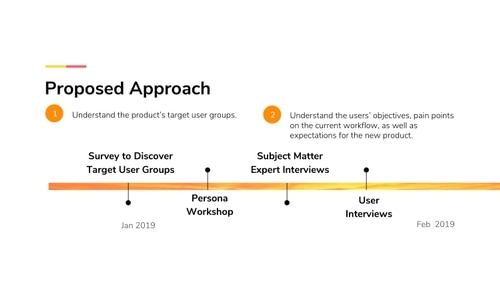 Proposed Approach
1
Understand the product's target user groups.
2
Understand the users' objectives, pain points
on the current workflow, as well as
expectations for the new product.
Survey to Discover
Target User Groups
Subject Matter
Expert Interviews
Persona
Workshop
User
Interviews
Jan 2019
Feb 2019